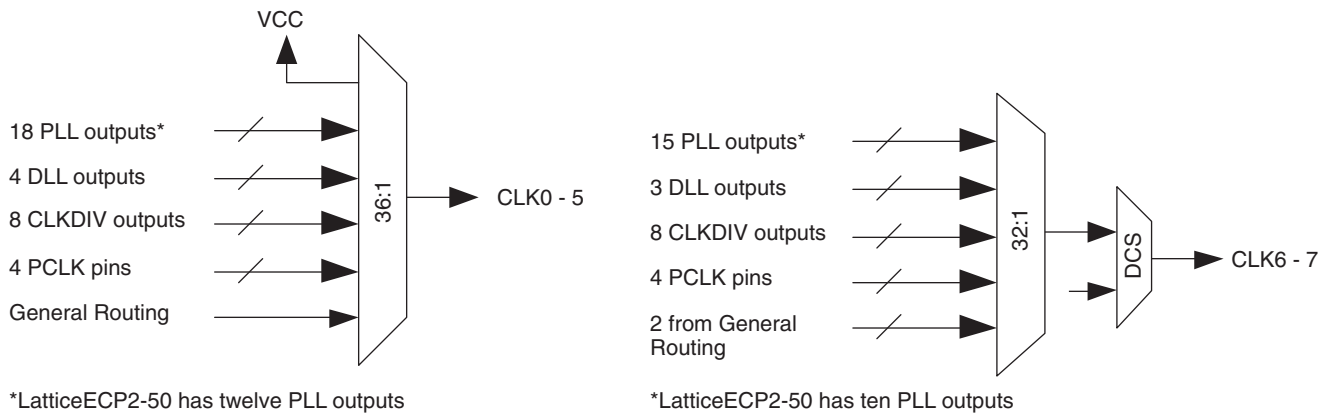 VCC
18 PLL outputs*
4 DLL outputs
8 CLKDIV outputs
4 PCLK pins
General Routing
36:1
CLK0 - 5
*LatticeECP2-50 has twelve PLL outputs
15 PLL outputs*
3 DLL outputs
8 CLKDIV outputs
4 PCLK pins
2 from General
Routing
32:1
DCS
CLK6 - 7
*LatticeECP2-50 has ten PLL outputs